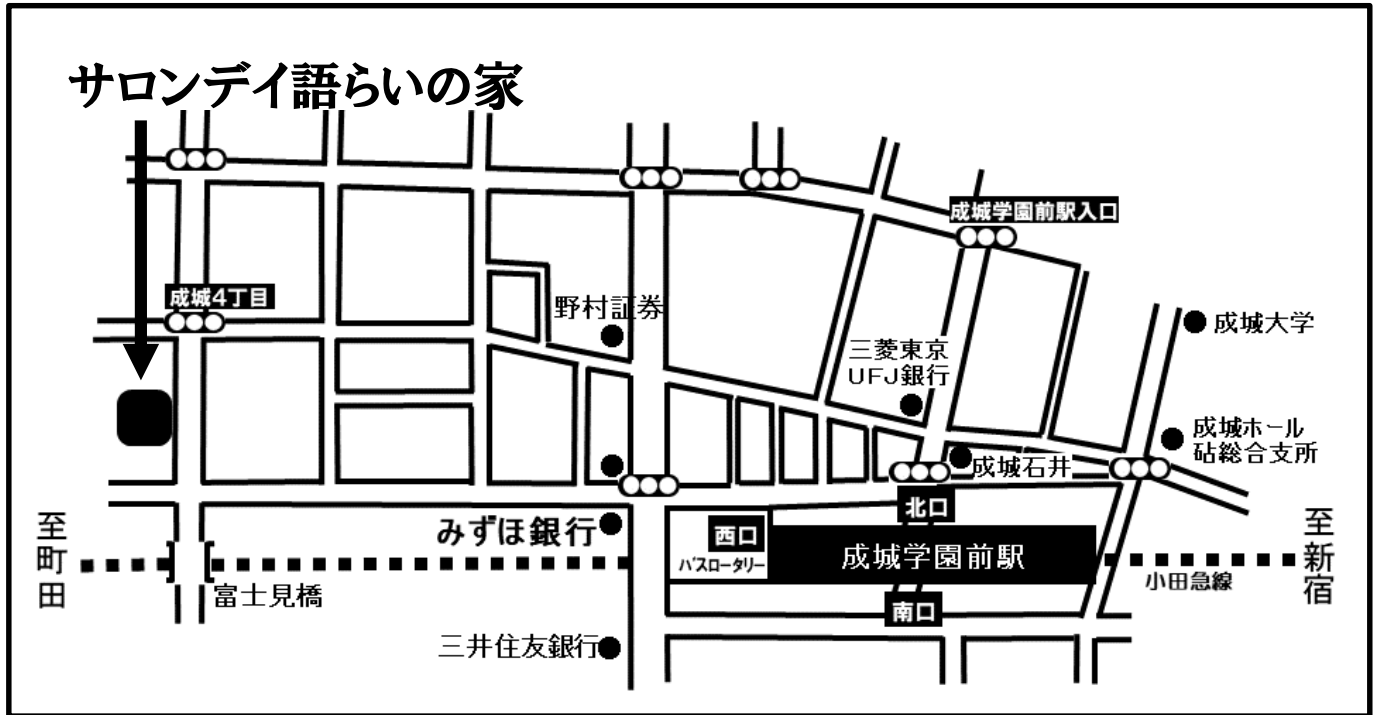 サロンデイ語らいの家
成城学園前駅入口
成城4丁目
野村証券
成城大学
三菱東京
UFJ銀行
成城ホール
砧総合支所
成城石井
北口
みずほ銀行
西口
バスロータリー
成城学園前駅
至町田
至新宿
小田急線
富士見橋
南口
三井住友銀行